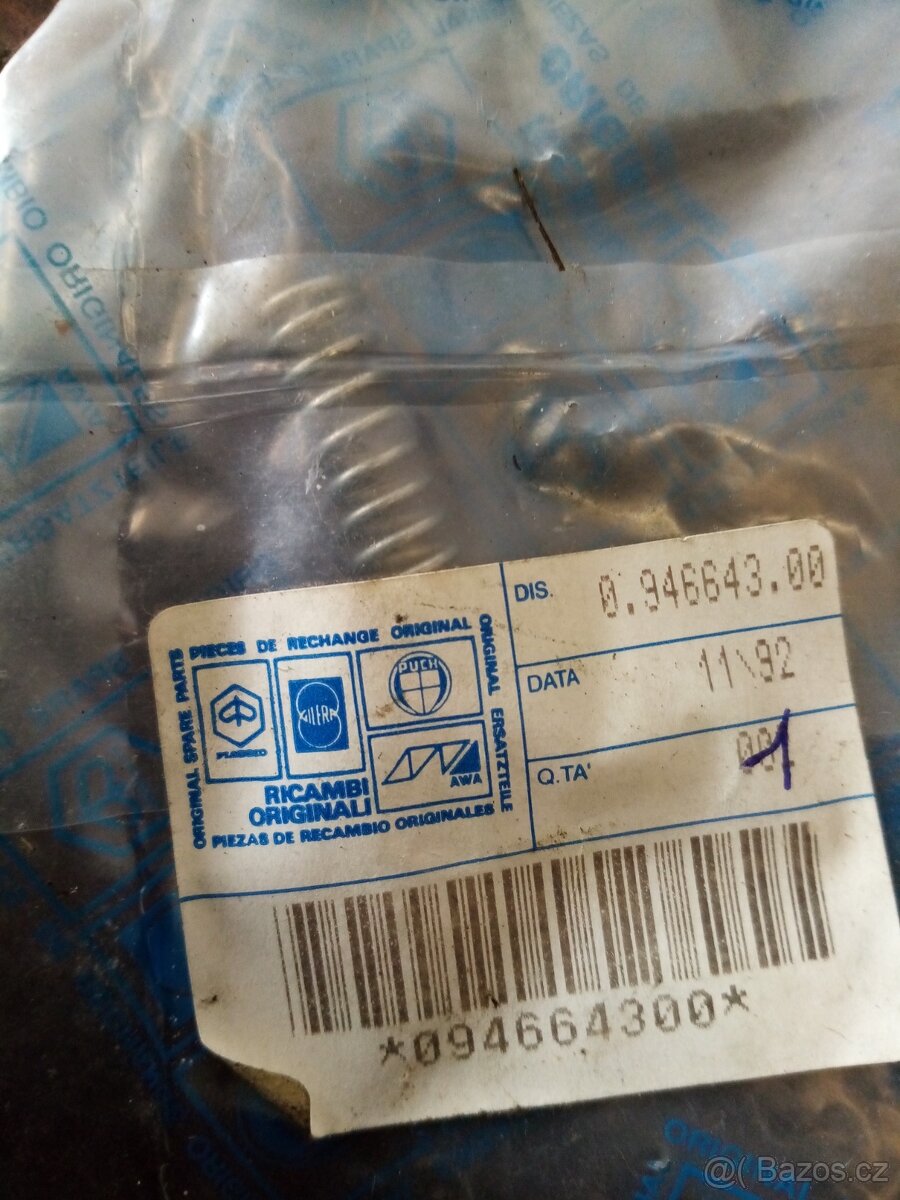 DIS. 0.946643.00
DATA 11\92
Q.TA' 001
1
ORIGINAL SPARE PARTS
PIECES DE RECHANGE ORIGINAL
ORIGINAL ERSATZTEILE
PIAGGIO
GILERA
PUCH
AWA
RICAMBI
ORIGINALI
PIEZAS DE RECAMBIO ORIGINALES
*094664300*
@( Bazos.cz